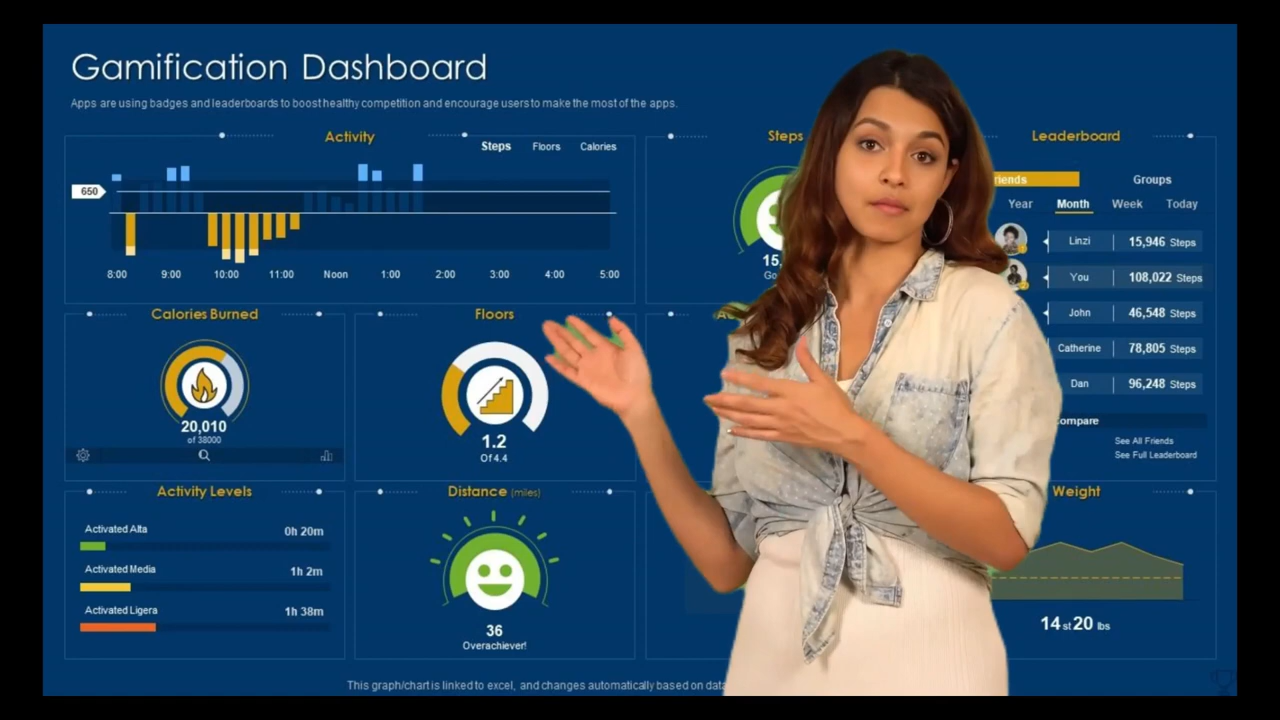 Gamification Dashboard
Apps are using badges and leaderboards to boost healthy competition and encourage users to make the most of the apps.
Activity
Steps Floors Calories
650
8:00 9:00 10:00 11:00 Noon 1:00 2:00 3:00 4:00 5:00
Steps
Leaderboard
Groups
Year Month Week Today
Linzi 15,946 Steps
You 108,022 Steps
John 46,548 Steps
Catherine 78,805 Steps
Dan 96,248 Steps
See All Friends
See Full Leaderboard
Calories Burned
20,010
of 38000
Floors
1.2
Of 4.4
Activity Levels
Activated Alta 0h 20m
Activated Media 1h 2m
Activated Ligera 1h 38m
Distance (miles)
36
Overachiever!
Weight
14 st 20 lbs
This graph/chart is linked to excel, and changes automatically based on